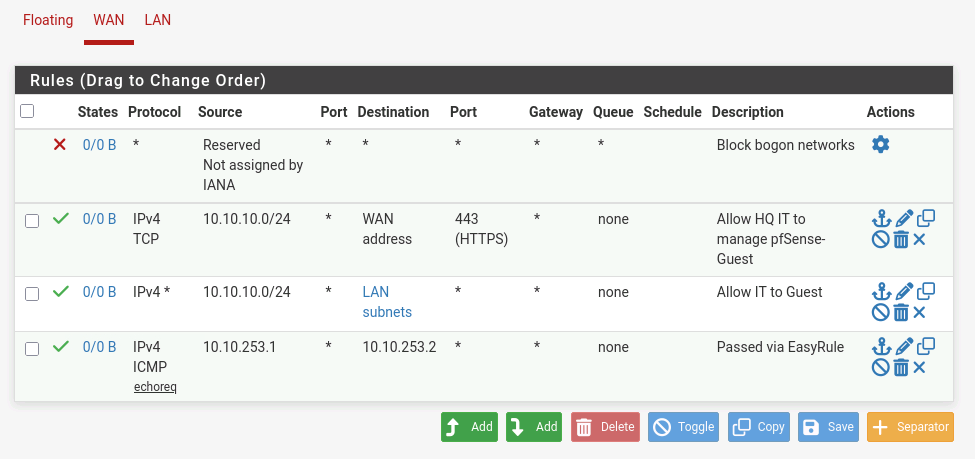 Floating WAN LAN
Rules (Drag to Change Order)
States Protocol Source Port Destination Port Gateway Queue Schedule Description Actions
0/0 B * Reserved * * * * * Block bogon networks
Not assigned by
IANA
0/0 B IPv4 10.10.10.0/24 * WAN 443 * none Allow HQ IT to
TCP address (HTTPS) manage pfSense-
Guest
0/0 B IPv4 * 10.10.10.0/24 * LAN * * none Allow IT to Guest
subnets
0/0 B IPv4 10.10.253.1 * 10.10.253.2 * * none Passed via EasyRule
ICMP
echoreq
Add Add Delete Toggle Copy Save Separator